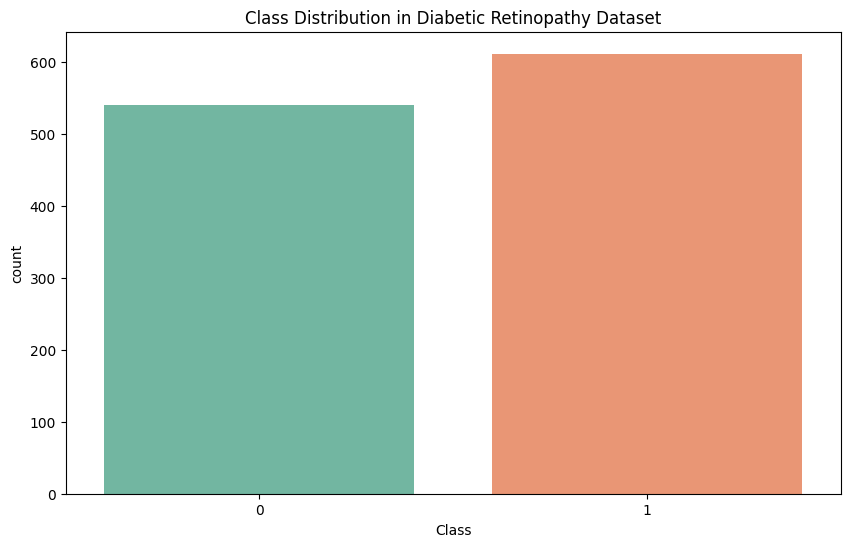 Class Distribution in Diabetic Retinopathy Dataset
600
500
400
300
200
100
0
count
0 1
Class